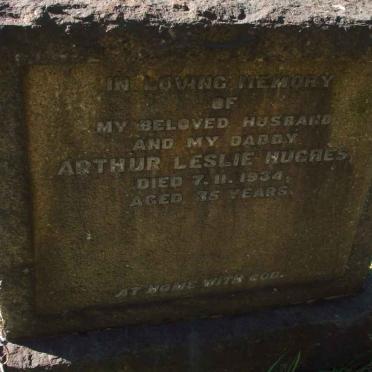 IN LOVING MEMORY
OF
MY BELOVED HUSBAND
AND MY DADDY
ARTHUR LESLIE HUGHES,
DIED 7.11.1934,
AGED 35 YEARS.
AT HOME WITH GOD.